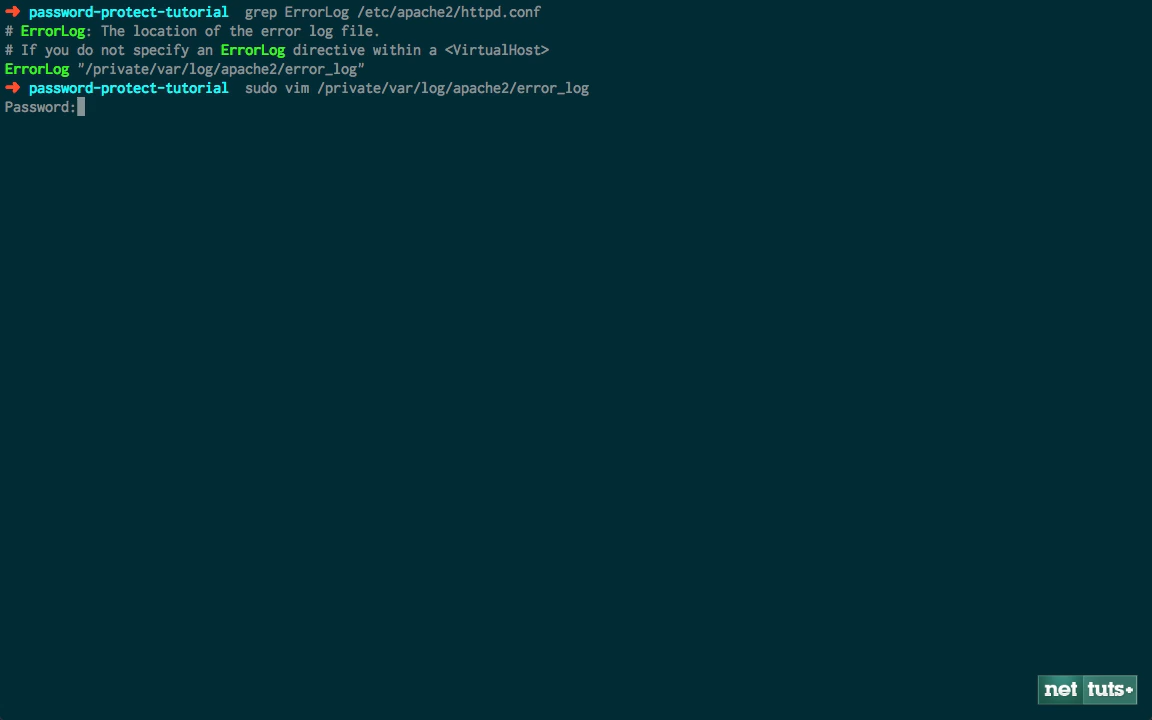 ➜ password-protect-tutorial grep ErrorLog /etc/apache2/httpd.conf
# ErrorLog: The location of the error log file.
# If you do not specify an ErrorLog directive within a <VirtualHost>
ErrorLog "/private/var/log/apache2/error_log"
➜ password-protect-tutorial sudo vim /private/var/log/apache2/error_log
Password:
net tuts+